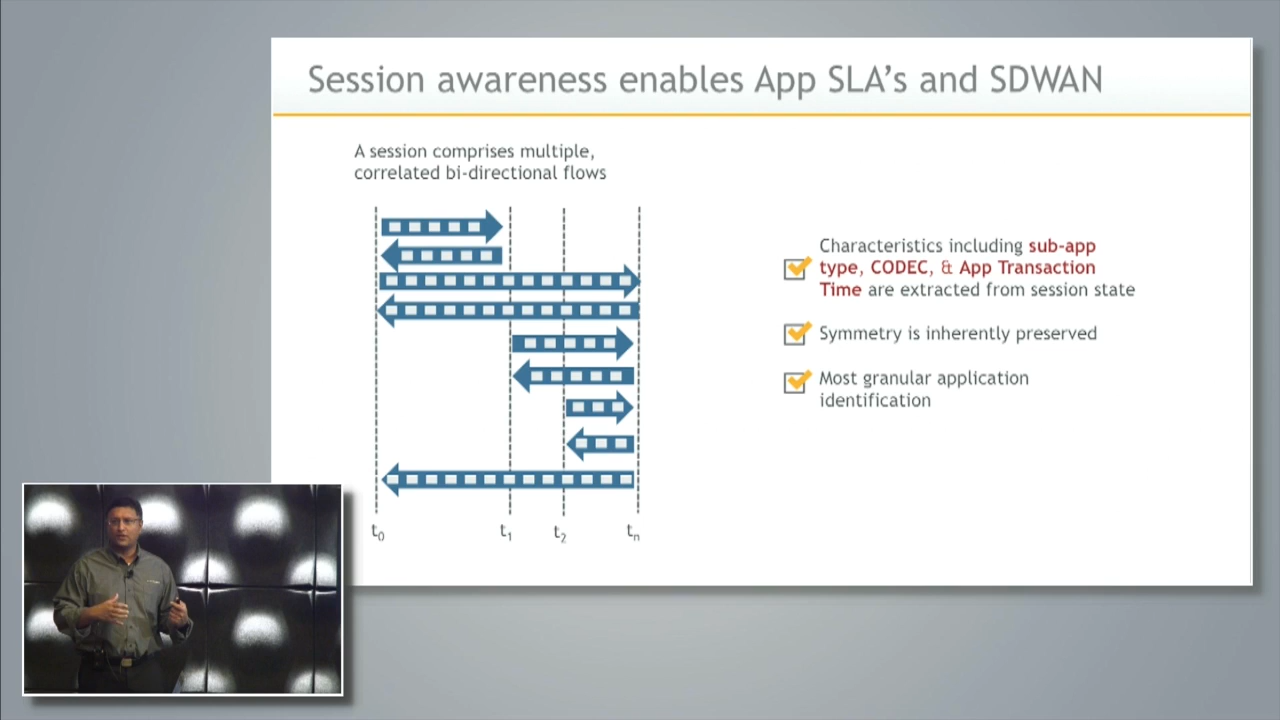 Session awareness enables App SLA's and SDWAN
A session comprises multiple,
correlated bi-directional flows
t0
t1
t2
tn
Characteristics including sub-app
type, CODEC, & App Transaction
Time are extracted from session state
Symmetry is inherently preserved
Most granular application
identification